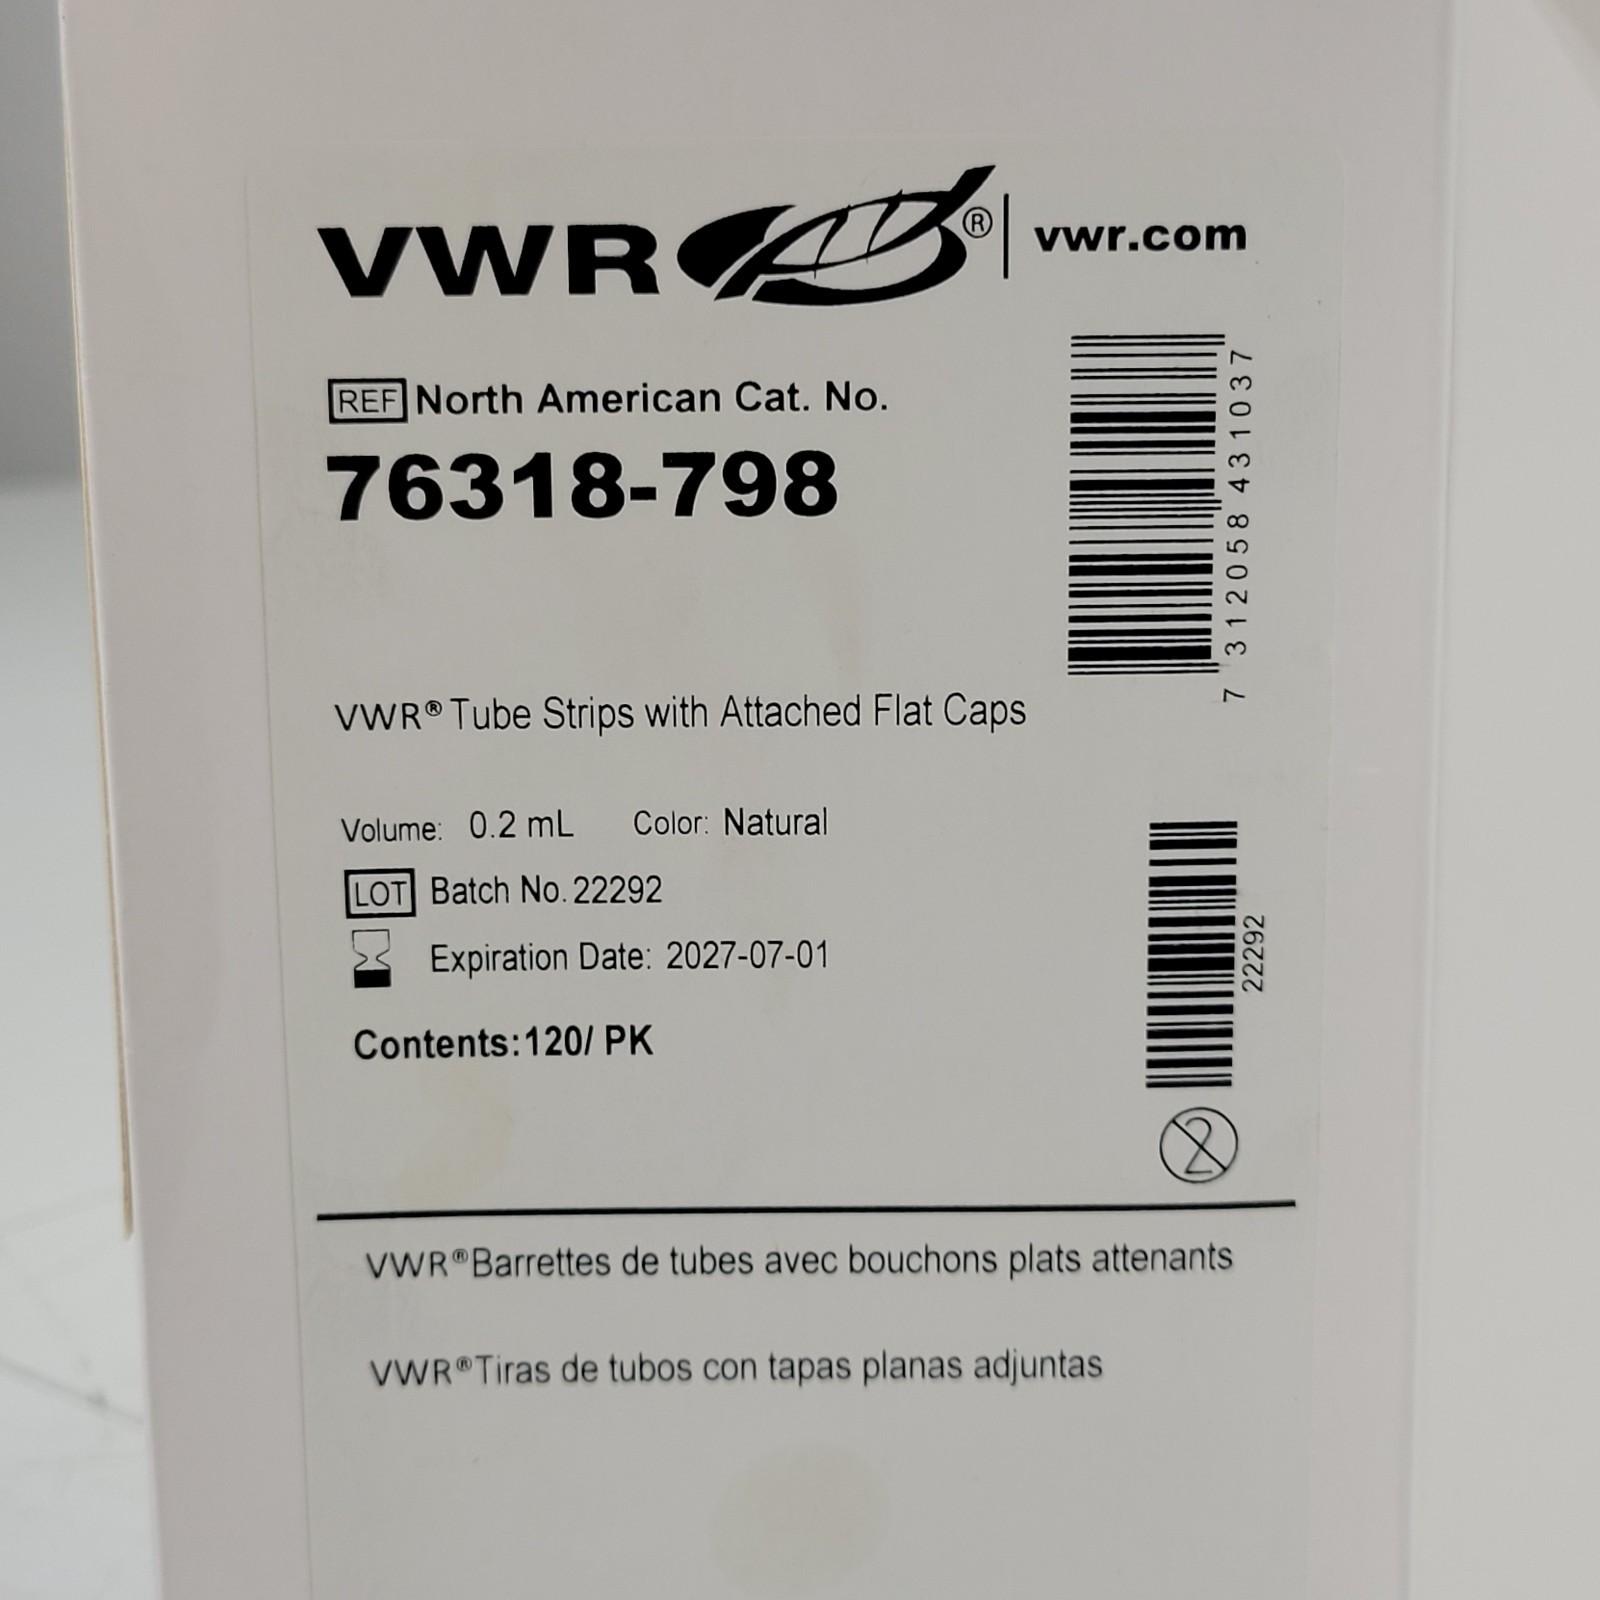 VWR® | vwr.com
REF North American Cat. No.
76318-798
7 312058 431037
VWR® Tube Strips with Attached Flat Caps
Volume: 0.2 mL Color: Natural
LOT Batch No. 22292
Expiration Date: 2027-07-01
22292
Contents: 120/ PK
2
VWR® Barrettes de tubes avec bouchons plats attenants
VWR® Tiras de tubos con tapas planas adjuntas